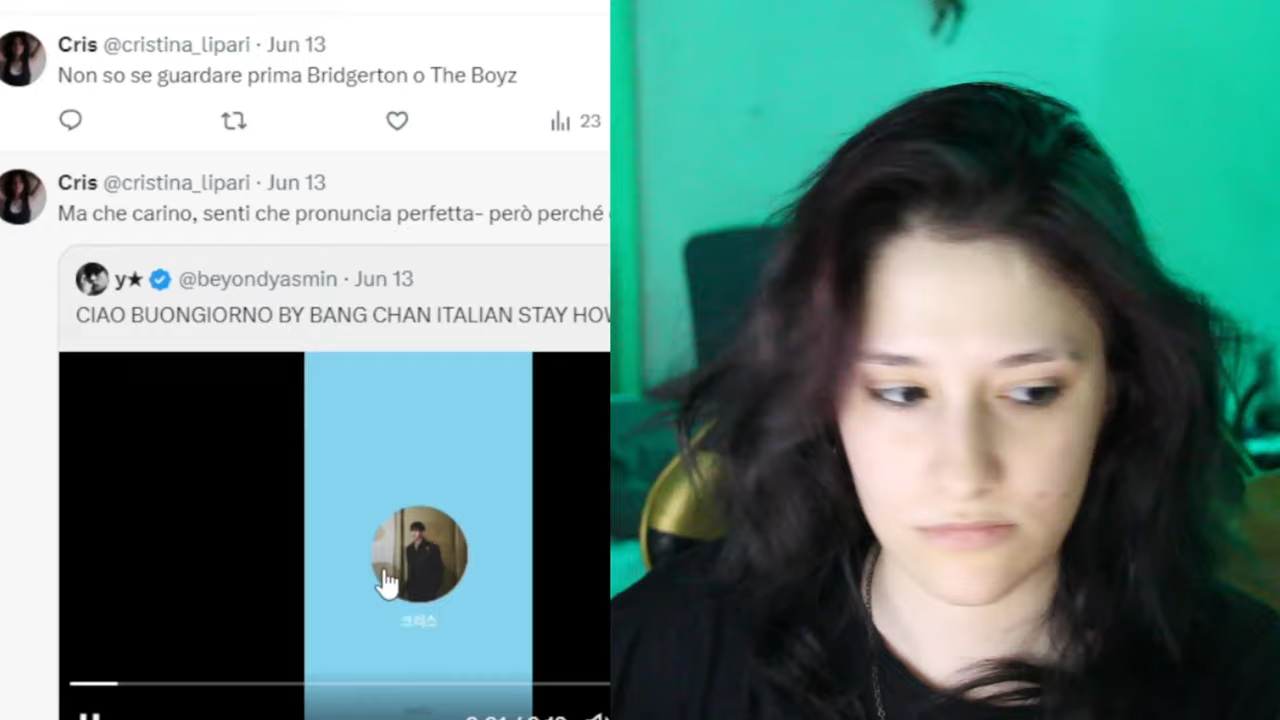 Cris @cristina_lipari · Jun 13
Non so se guardare prima Bridgerton o The Boyz
23
Cris @cristina_lipari · Jun 13
Ma che carino, senti che pronuncia perfetta- però perché
y★ @beyondyasmin · Jun 13
CIAO BUONGIORNO BY BANG CHAN ITALIAN STAY
크리스